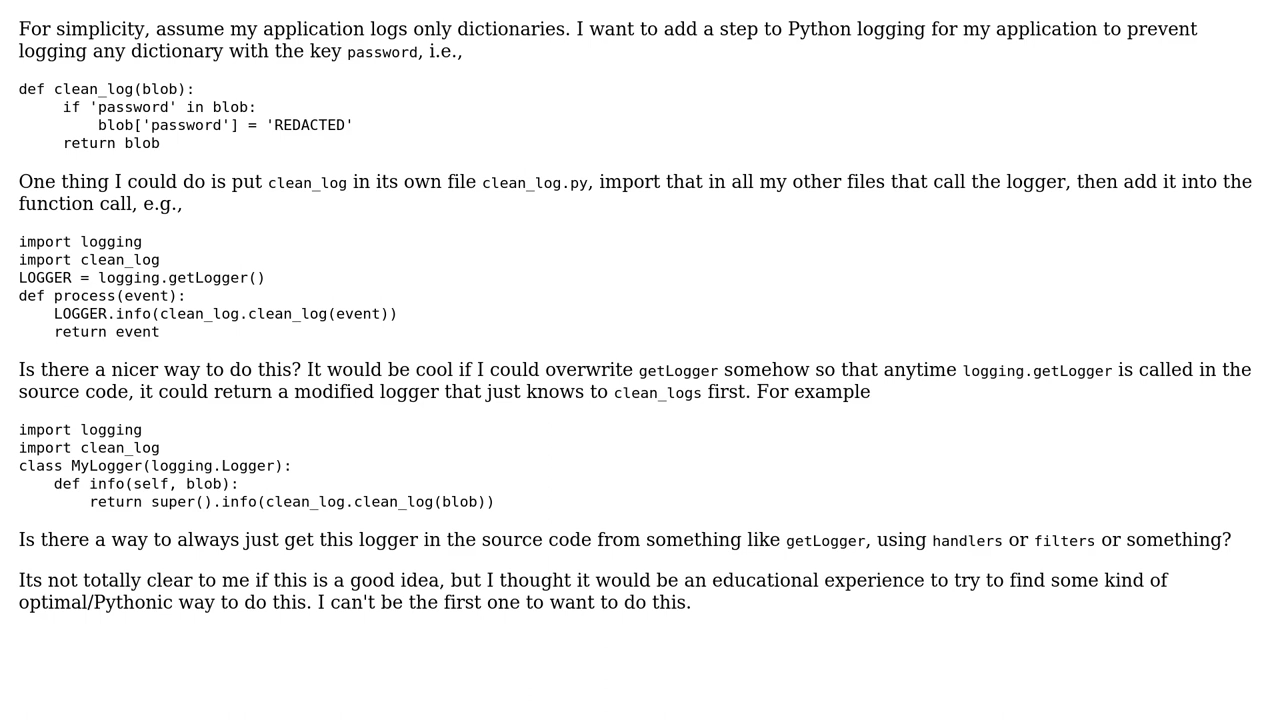 For simplicity, assume my application logs only dictionaries. I want to add a step to Python logging for my application to prevent
logging any dictionary with the key password, i.e.,
def clean_log(blob):
     if 'password' in blob:
         blob['password'] = 'REDACTED'
     return blob
One thing I could do is put clean_log in its own file clean_log.py, import that in all my other files that call the logger, then add it into the
function call, e.g.,
import logging
import clean_log
LOGGER = logging.getLogger()
def process(event):
    LOGGER.info(clean_log.clean_log(event))
    return event
Is there a nicer way to do this? It would be cool if I could overwrite getLogger somehow so that anytime logging.getLogger is called in the
source code, it could return a modified logger that just knows to clean_logs first. For example
import logging
import clean_log
class MyLogger(logging.Logger):
    def info(self, blob):
        return super().info(clean_log.clean_log(blob))
Is there a way to always just get this logger in the source code from something like getLogger, using handlers or filters or something?
Its not totally clear to me if this is a good idea, but I thought it would be an educational experience to try to find some kind of
optimal/Pythonic way to do this. I can't be the first one to want to do this.